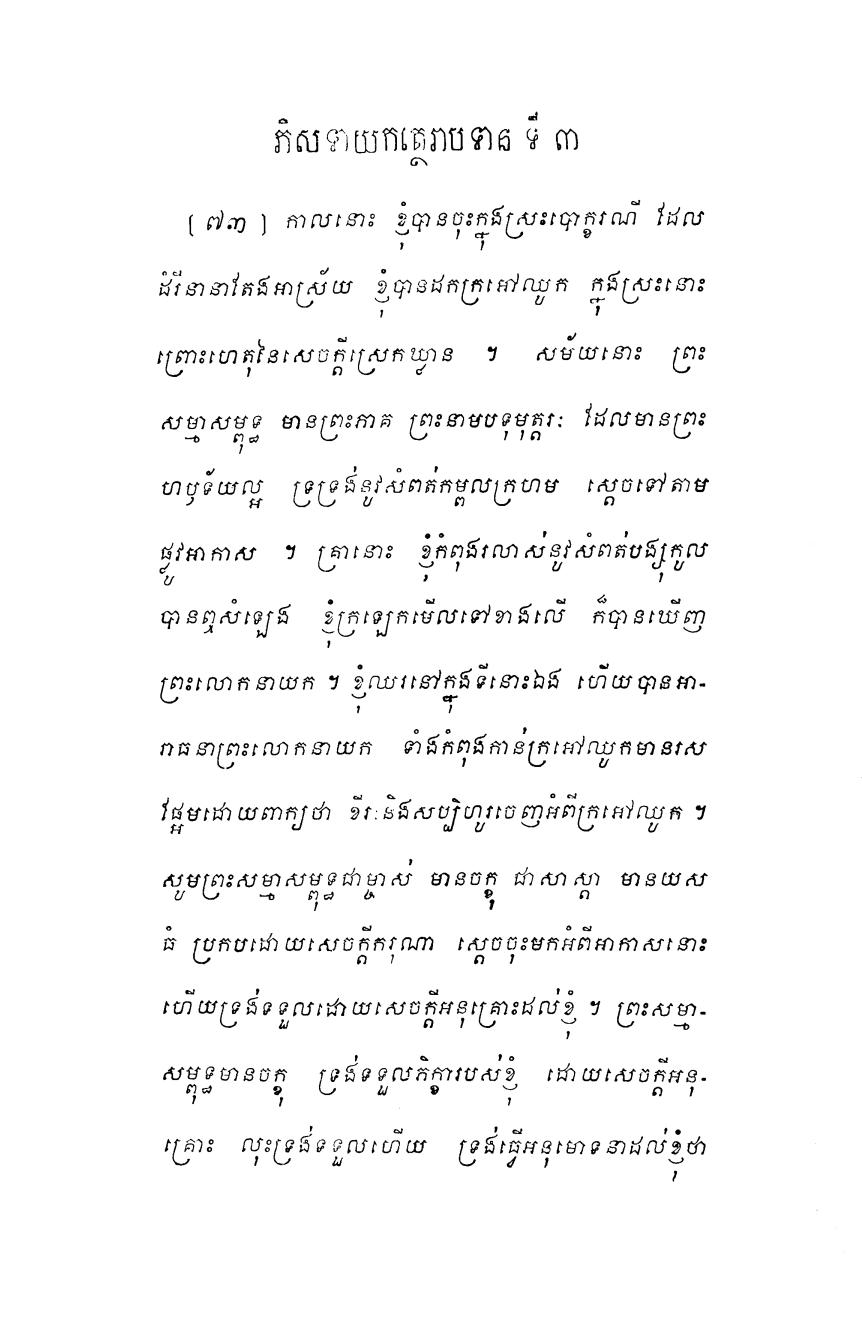 ភិសទាយកត្ថេរាបទាន ទី ៣
(៧៣) កាលនោះ ខ្ញុំបានចុះក្នុងស្រះបោក្ខរណី ដែល
ដំរីនានាតែងអាស្រ័យ ខ្ញុំបានដកក្រអៅឈូក ក្នុងស្រះនោះ
ព្រោះហេតុនៃសេចក្តីស្រេកឃ្លាន ។ សម័យនោះ ព្រះ
សម្មាសម្ពុទ្ធ មានព្រះភាគ ព្រះនាមបទុមុត្តរៈ ដែលមានព្រះ
ហឫទ័យល្អ ទ្រទ្រង់នូវសំពត់កម្ពលក្រហម ស្តេចទៅតាម
ផ្លូវអាកាស ។ គ្រានោះ ខ្ញុំកំពុងរលាស់នូវសំពត់បង្សុកូល
បានឮសំឡេង ខ្ញុំក្រឡេកមើលទៅខាងលើ ក៏បានឃើញ
ព្រះលោកនាយក ។ ខ្ញុំឈរនៅក្នុងទីនោះឯង ហើយបានអា-
រាធនាព្រះលោកនាយក ទាំងកំពុងកាន់ក្រអៅឈូកមានរស
ផ្អែមដោយពាក្យថា ខីរៈនិងសប្បិហូរចេញអំពីក្រអៅឈូក ។
សូមព្រះសម្មាសម្ពុទ្ធជាម្ចាស់ មានចក្ខុ ជាសាស្តា មានយស
ធំ ប្រកបដោយសេចក្តីករុណា ស្តេចចុះមកអំពីអាកាសនោះ
ហើយទ្រង់ទទួលដោយសេចក្តីអនុគ្រោះដល់ខ្ញុំ ។ ព្រះសម្មា-
សម្ពុទ្ធមានចក្ខុ ទ្រង់ទទួលភិក្ខារបស់ខ្ញុំ ដោយសេចក្តីអនុ-
គ្រោះ លុះទ្រង់ទទួលហើយ ទ្រង់ធ្វើអនុមោទនាដល់ខ្ញុំថា